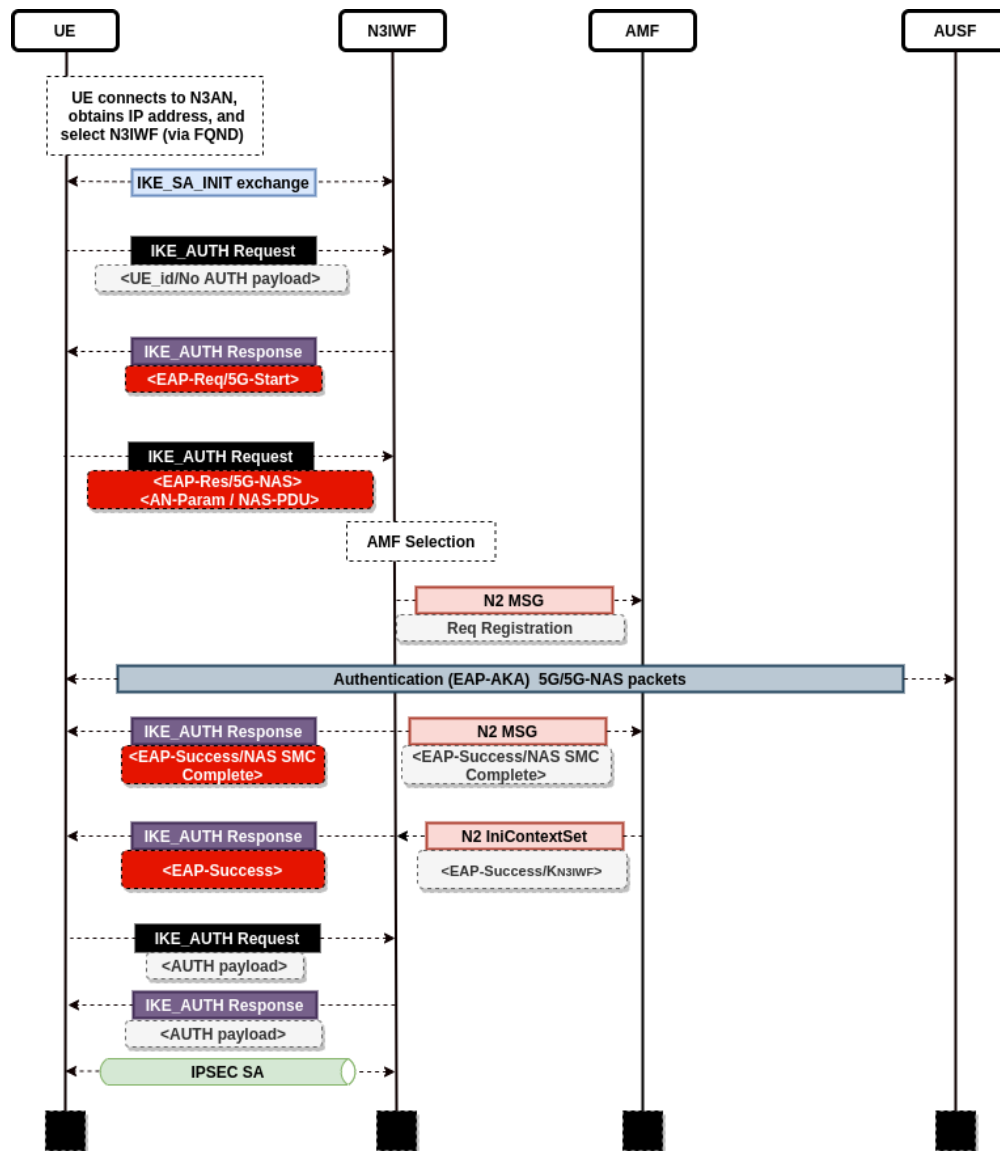 UE
N3IWF
AMF
AUSF
UE connects to N3AN,
obtains IP address, and
select N3IWF (via FQND)
IKE_SA_INIT exchange
IKE_AUTH Request
<UE_id/No AUTH payload>
IKE_AUTH Response
<EAP-Req/5G-Start>
IKE_AUTH Request
<EAP-Res/5G-NAS>
<AN-Param / NAS-PDU>
AMF Selection
N2 MSG
Req Registration
Authentication (EAP-AKA) 5G/5G-NAS packets
IKE_AUTH Response
N2 MSG
<EAP-Success/NAS SMC
Complete>
<EAP-Success/NAS SMC
Complete>
IKE_AUTH Response
N2 IniContextSet
<EAP-Success>
<EAP-Success/KN3IWF>
IKE_AUTH Request
<AUTH payload>
IKE_AUTH Response
<AUTH payload>
IPSEC SA